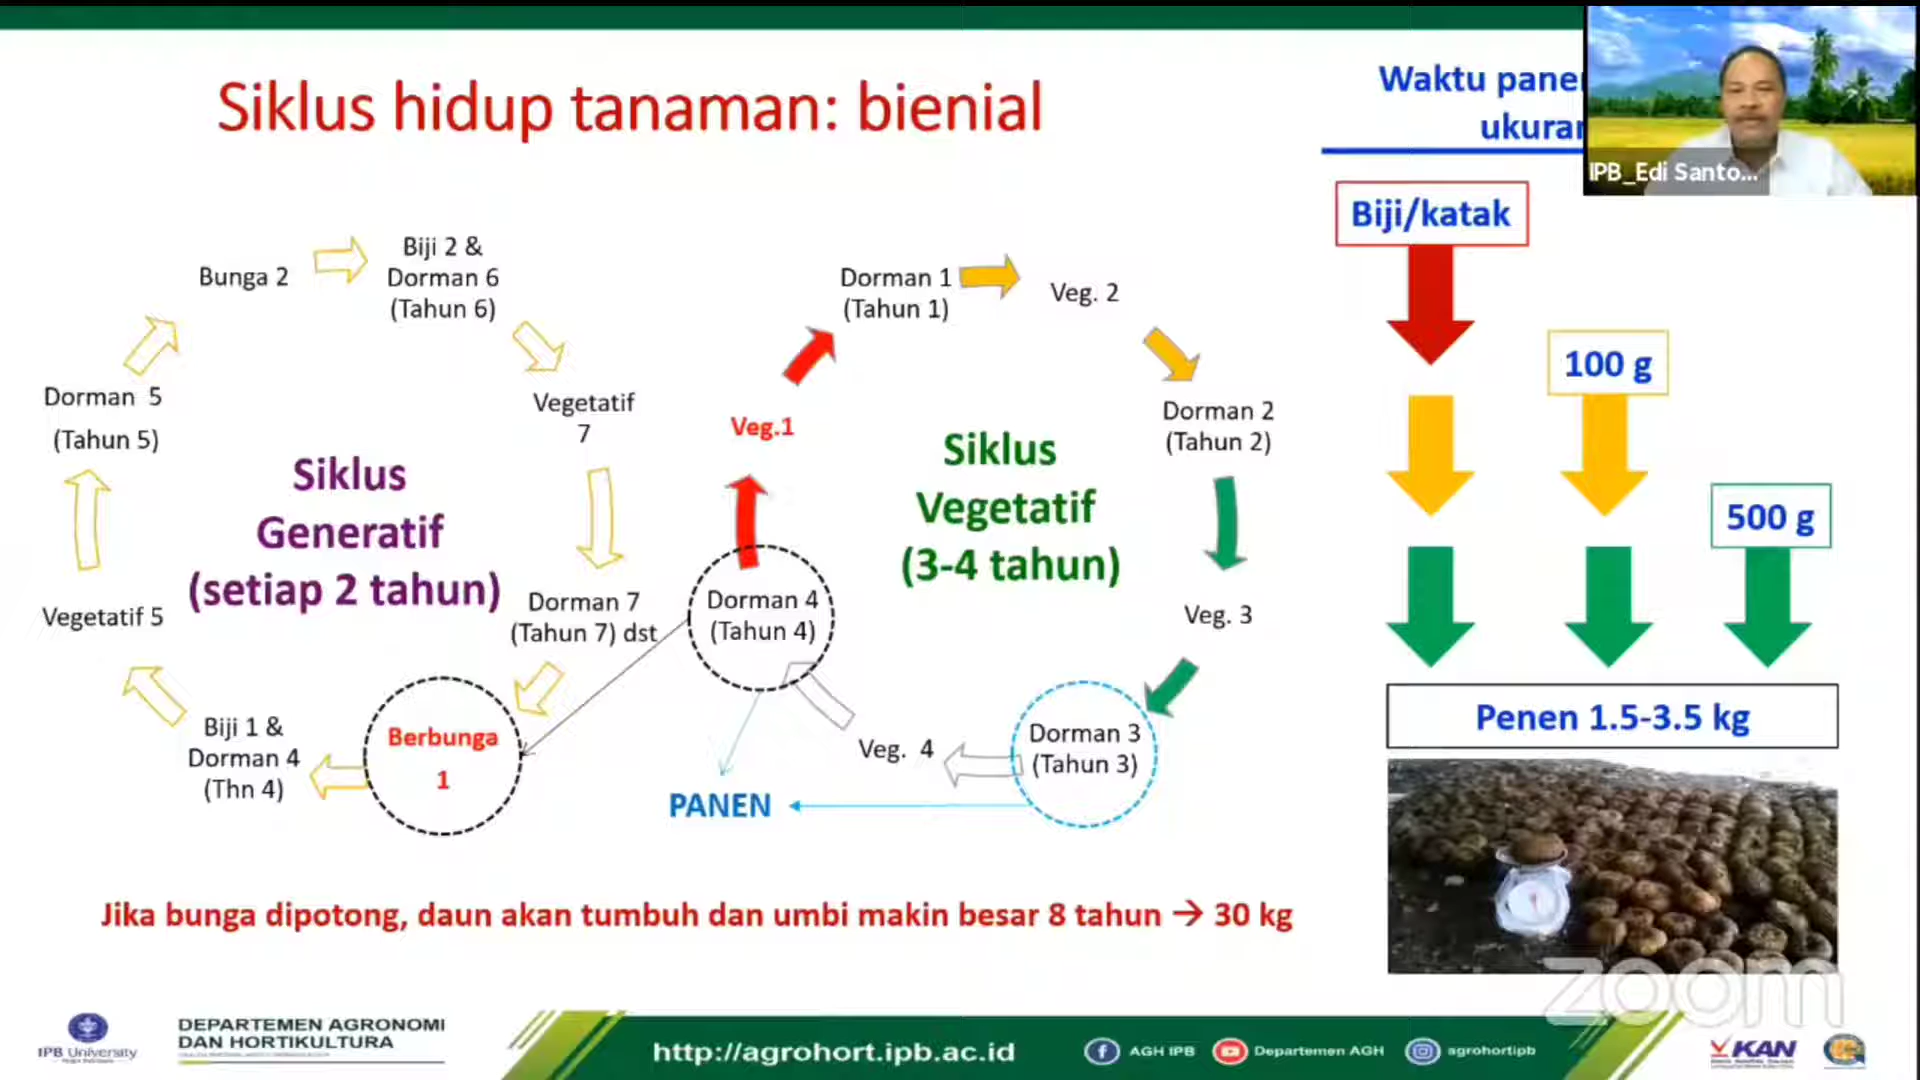 Siklus hidup tanaman: bienial
Waktu
ukuran
IPB_Edi Santo...
Biji/katak
100 g
500 g
Penen 1.5-3.5 kg
Bunga 2
Biji 2 &
Dorman 6
(Tahun 6)
Dorman 5
(Tahun 5)
Vegetatif
7
Siklus
Generatif
(setiap 2 tahun)
Vegetatif 5
Dorman 7
(Tahun 7) dst
Biji 1 &
Dorman 4
(Thn 4)
Berbunga
1
Dorman 1
(Tahun 1)
Veg. 2
Veg.1
Dorman 2
(Tahun 2)
Siklus
Vegetatif
(3-4 tahun)
Dorman 4
(Tahun 4)
Veg. 3
Dorman 3
(Tahun 3)
Veg. 4
PANEN
Jika bunga dipotong, daun akan tumbuh dan umbi makin besar 8 tahun → 30 kg
zoom
IPB University
DEPARTEMEN AGRONOMI
DAN HORTIKULTURA
http://agrohort.ipb.ac.id
AGH IPB
Departemen AGH
agrohortipb
KAN